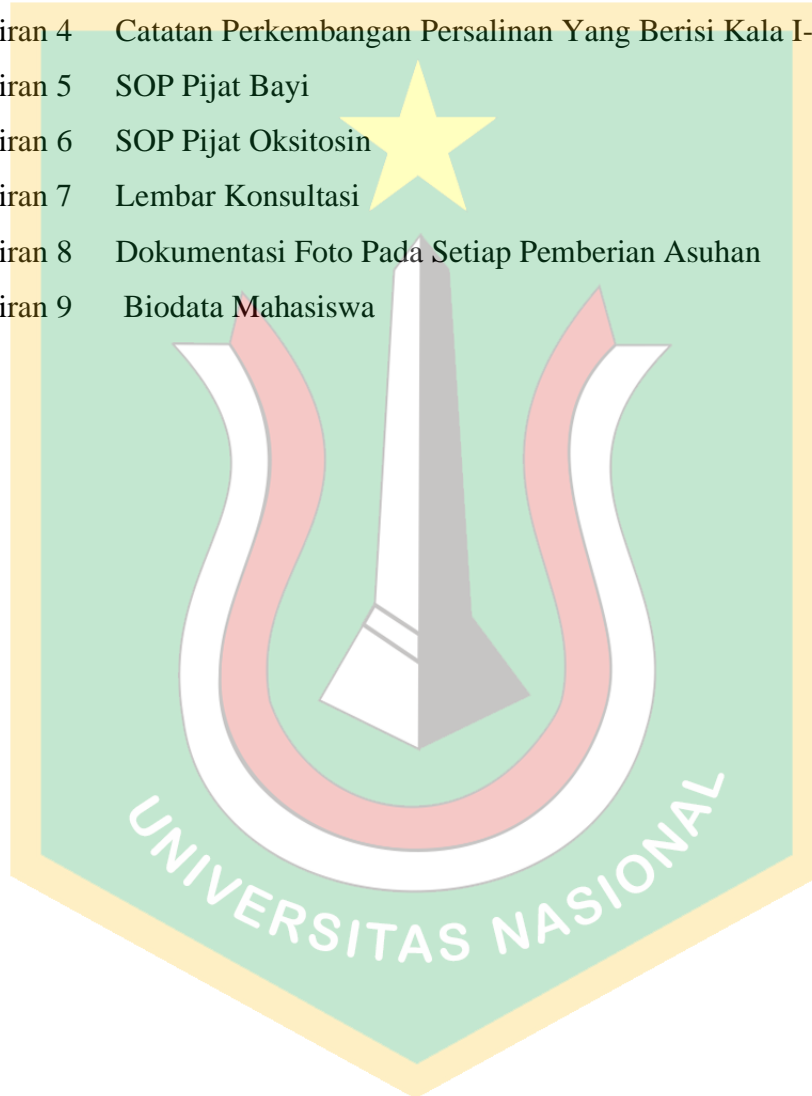 iran 4 Catatan Perkembangan Persalinan Yang Berisi Kala I-
iran 5 SOP Pijat Bayi
iran 6 SOP Pijat Oksitosin
iran 7 Lembar Konsultasi
iran 8 Dokumentasi Foto Pada Setiap Pemberian Asuhan
iran 9 Biodata Mahasiswa
UNIVERSITAS NASIONAL